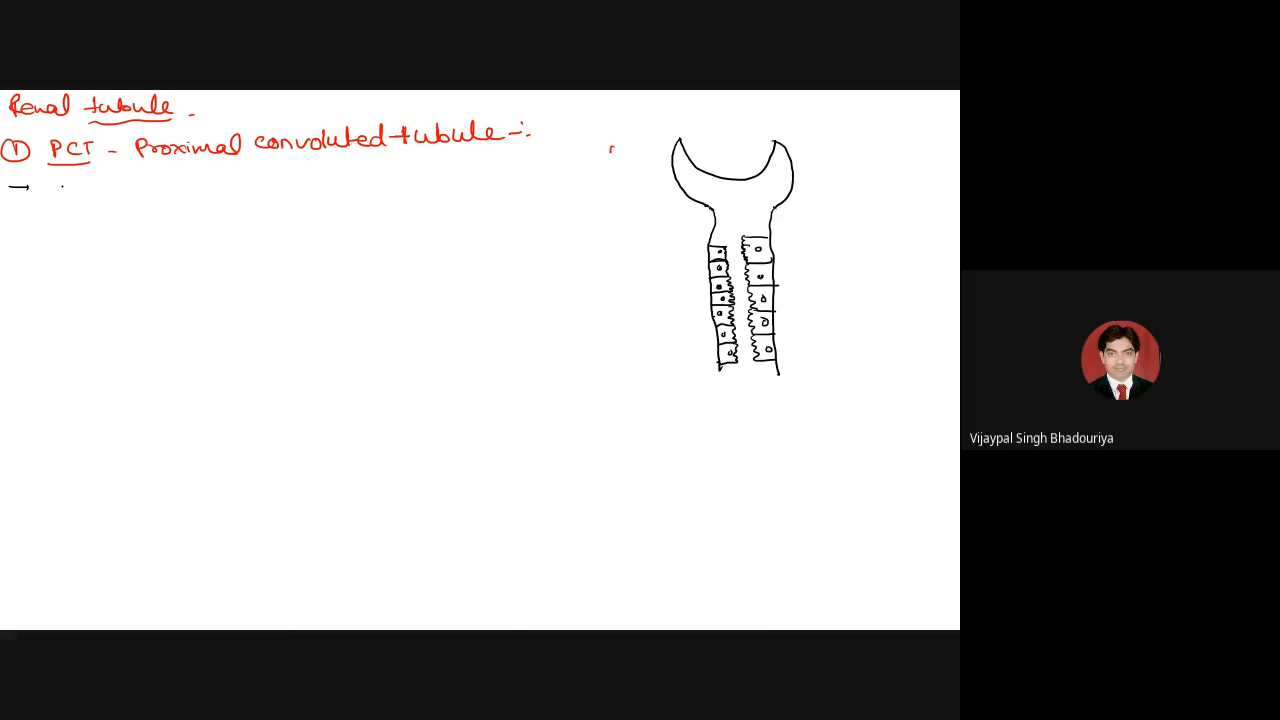 Renal tubule -
① PCT - Proximal convoluted tubule -:
→
Vijaypal Singh Bhadouriya